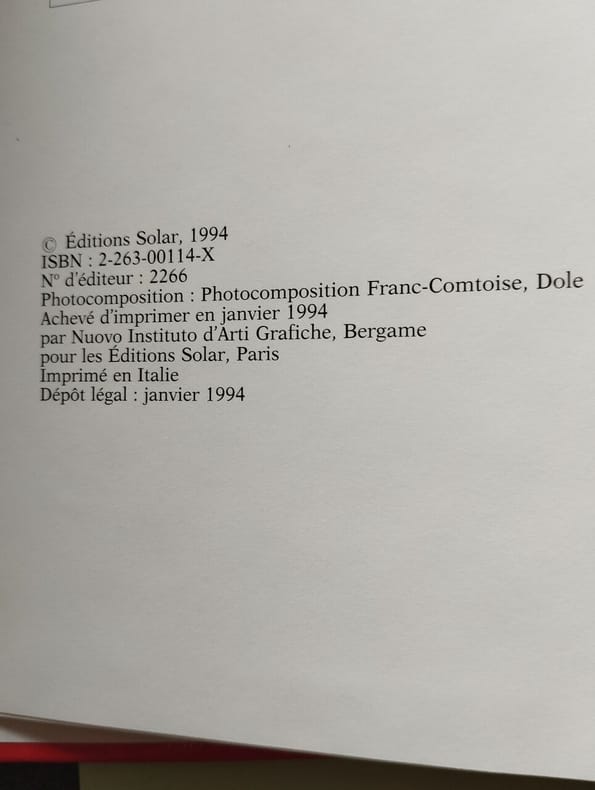 © Éditions Solar, 1994
ISBN : 2-263-00114-X
N° d'éditeur : 2266
Photocomposition : Photocomposition Franc-Comtoise, Dole
Achevé d'imprimer en janvier 1994
par Nuovo Instituto d'Arti Grafiche, Bergame
pour les Éditions Solar, Paris
Imprimé en Italie
Dépôt légal : janvier 1994